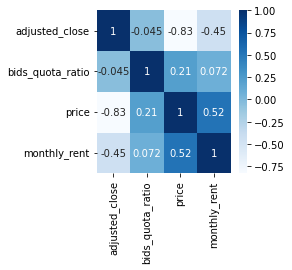 adjusted_close 1 -0.045 -0.83 -0.45
bids_quota_ratio -0.045 1 0.21 0.072
price -0.83 0.21 1 0.52
monthly_rent -0.45 0.072 0.52 1
adjusted_close
bids_quota_ratio
price
monthly_rent
1.00
0.75
0.50
0.25
0.00
-0.25
-0.50
-0.75